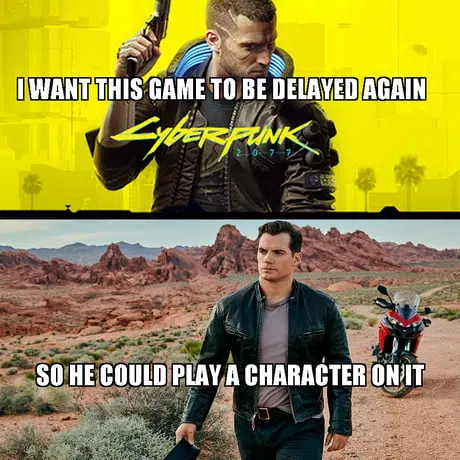 I WANT THIS GAME TO BE DELAYED AGAIN
CYBERPUNK
2077
SO HE COULD PLAY A CHARACTER ON IT